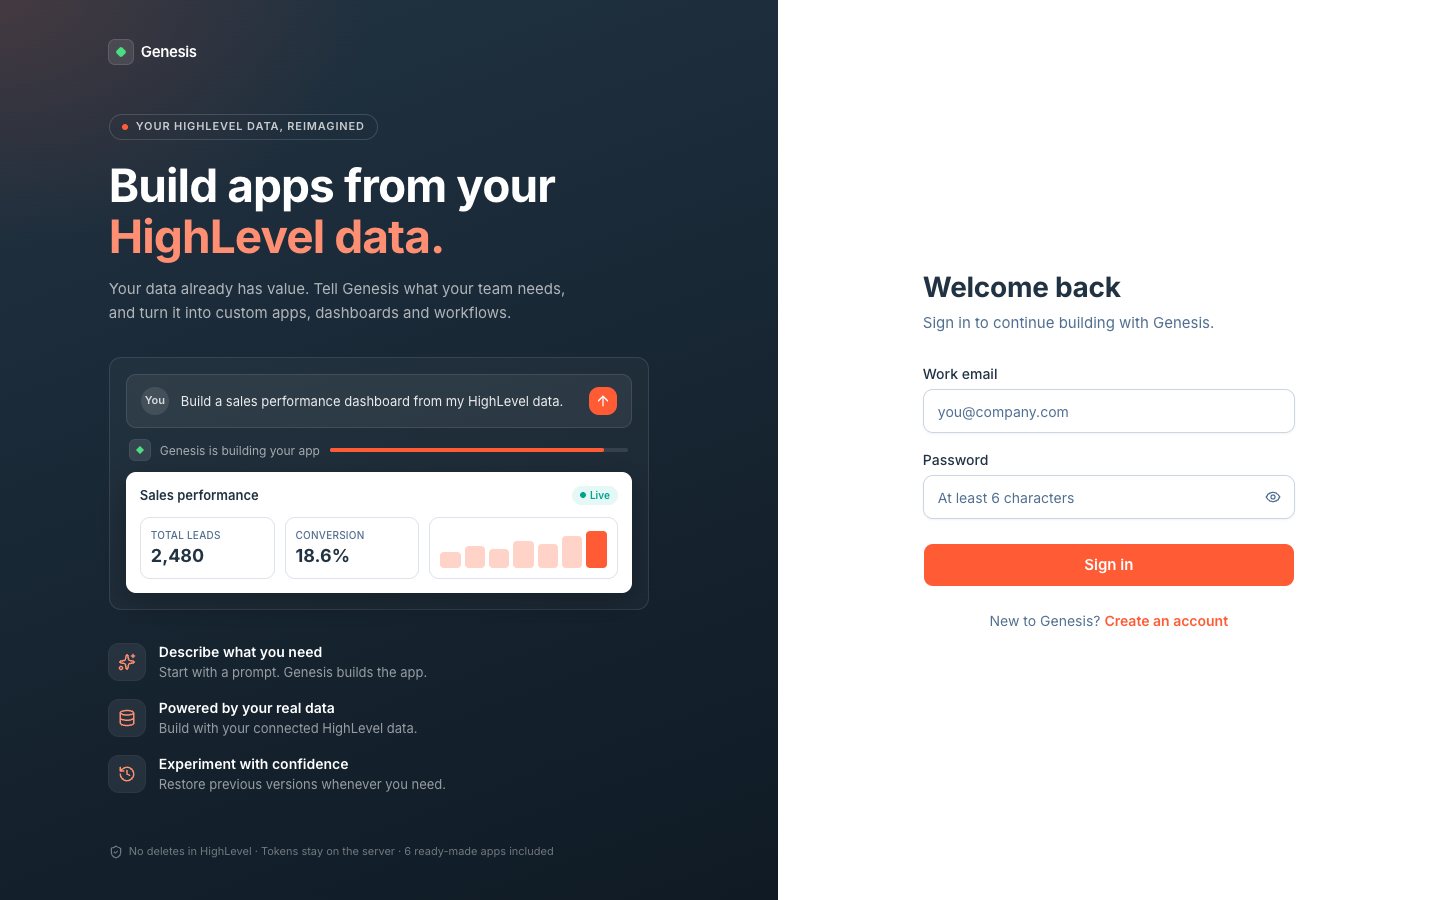 Genesis
YOUR HIGHLEVEL DATA, REIMAGINED
Build apps from your
HighLevel data.
Your data already has value. Tell Genesis what your team needs,
and turn it into custom apps, dashboards and workflows.
You
Build a sales performance dashboard from my HighLevel data.
Genesis is building your app
Sales performance
Live
TOTAL LEADS
2,480
CONVERSION
18.6%
Describe what you need
Start with a prompt. Genesis builds the app.
Powered by your real data
Build with your connected HighLevel data.
Experiment with confidence
Restore previous versions whenever you need.
No deletes in HighLevel · Tokens stay on the server · 6 ready-made apps included
Welcome back
Sign in to continue building with Genesis.
Work email
you@company.com
Password
At least 6 characters
Sign in
New to Genesis? Create an account